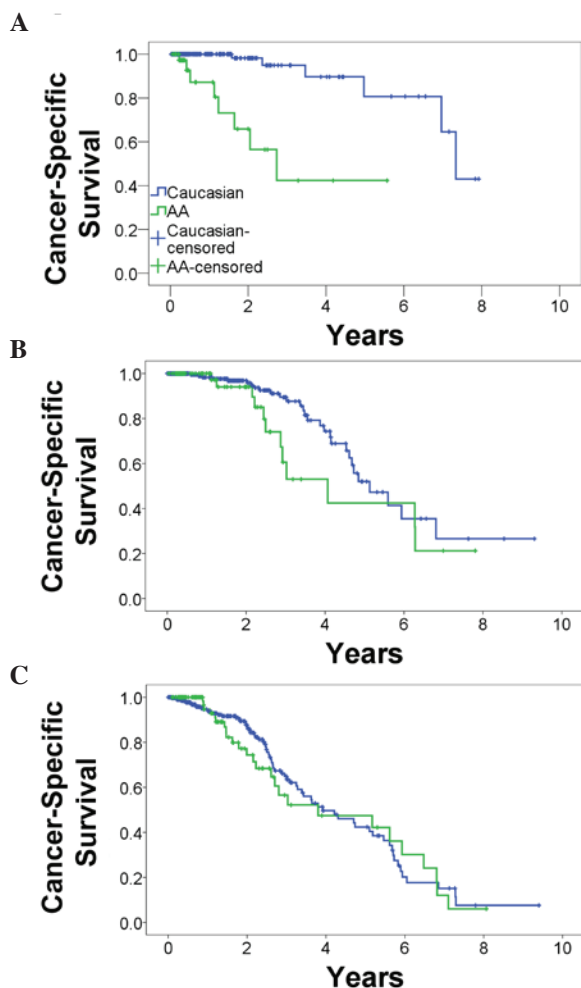 A
Cancer-Specific
Survival
1.0
0.8
0.6
0.4
0.2
0.0
Caucasian
AA
Caucasian-
censored
AA-censored
0 2 4 6 8 10
Years
B
Cancer-Specific
Survival
1.0
0.8
0.6
0.4
0.2
0.0
0 2 4 6 8 10
Years
C
Cancer-Specific
Survival
1.0
0.8
0.6
0.4
0.2
0.0
0 2 4 6 8 10
Years